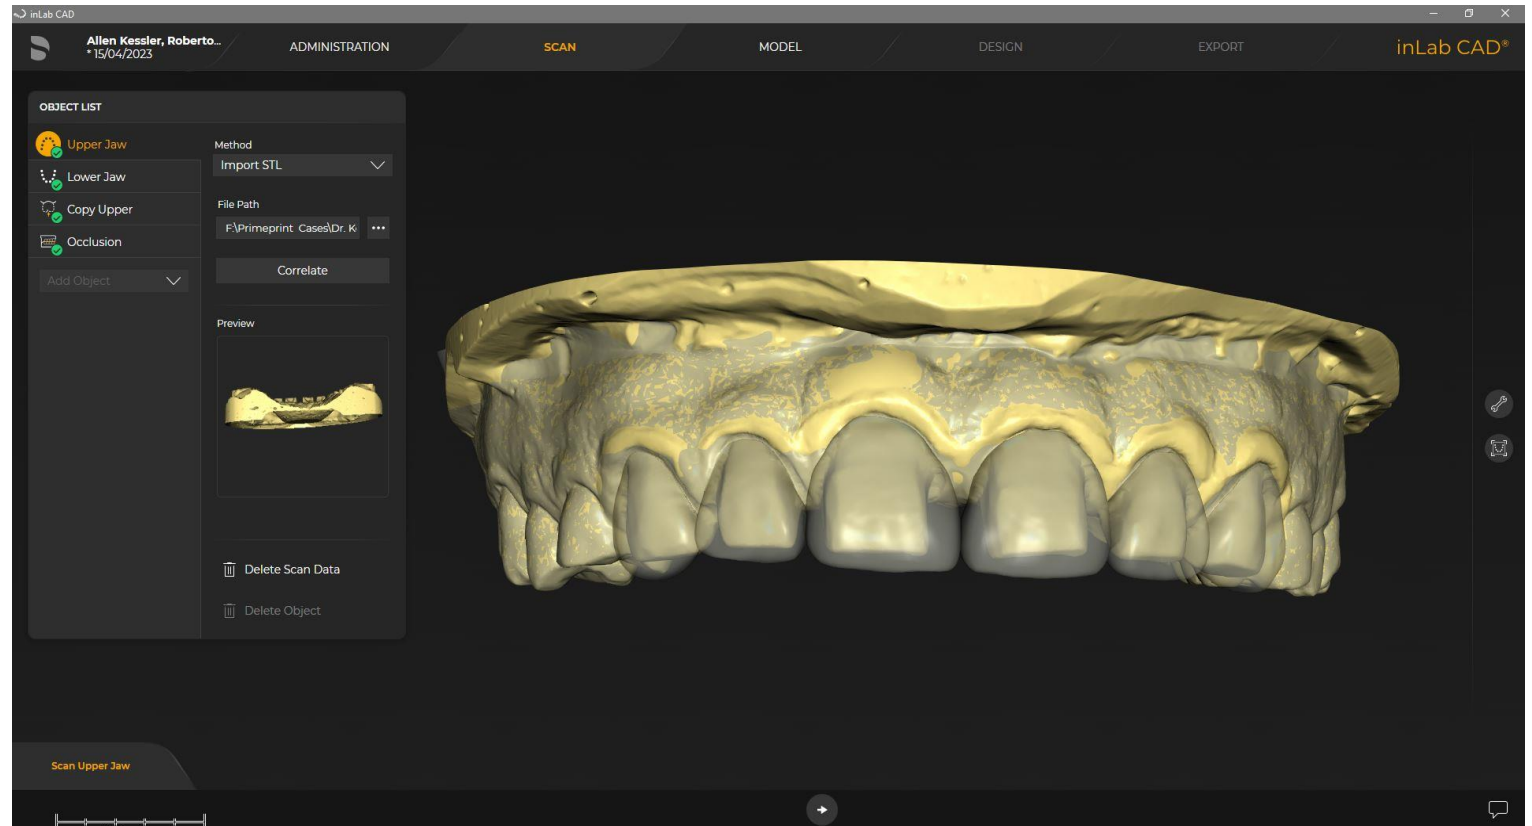 inLab CAD
Allen Kessler, Roberto...
* 15/04/2023
ADMINISTRATION
SCAN
MODEL
DESIGN
EXPORT
inLab CAD®
OBJECT LIST
Upper Jaw
Lower Jaw
Copy Upper
Occlusion
Add Object
Method
Import STL
File Path
F:\Primeprint Cases\Dr. K
Correlate
Preview
Delete Scan Data
Delete Object
Scan Upper Jaw